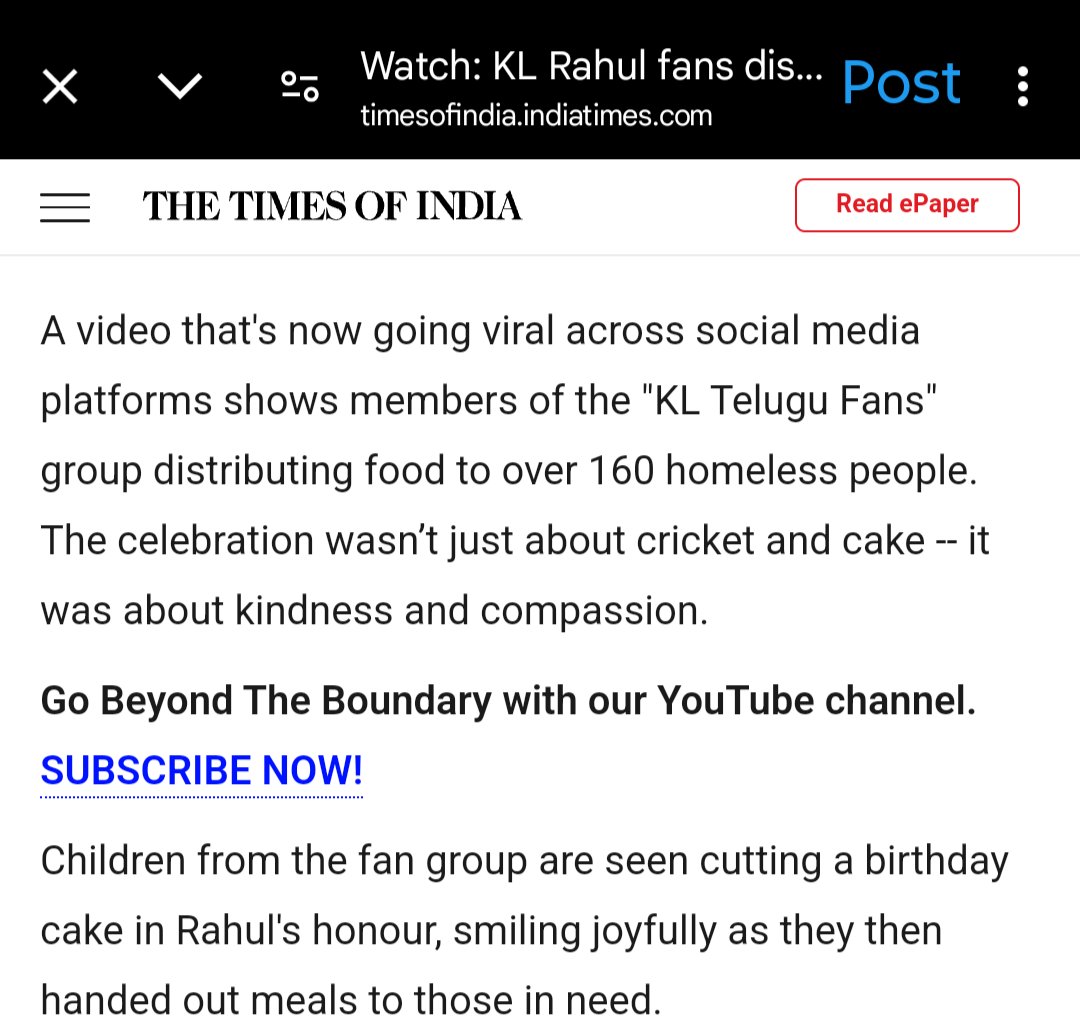 Watch: KL Rahul fans dis...
timesofindia.indiatimes.com
Post
THE TIMES OF INDIA
Read ePaper
A video that's now going viral across social media
platforms shows members of the "KL Telugu Fans"
group distributing food to over 160 homeless people.
The celebration wasn’t just about cricket and cake -- it
was about kindness and compassion.
Go Beyond The Boundary with our YouTube channel.
SUBSCRIBE NOW!
Children from the fan group are seen cutting a birthday
cake in Rahul's honour, smiling joyfully as they then
handed out meals to those in need.